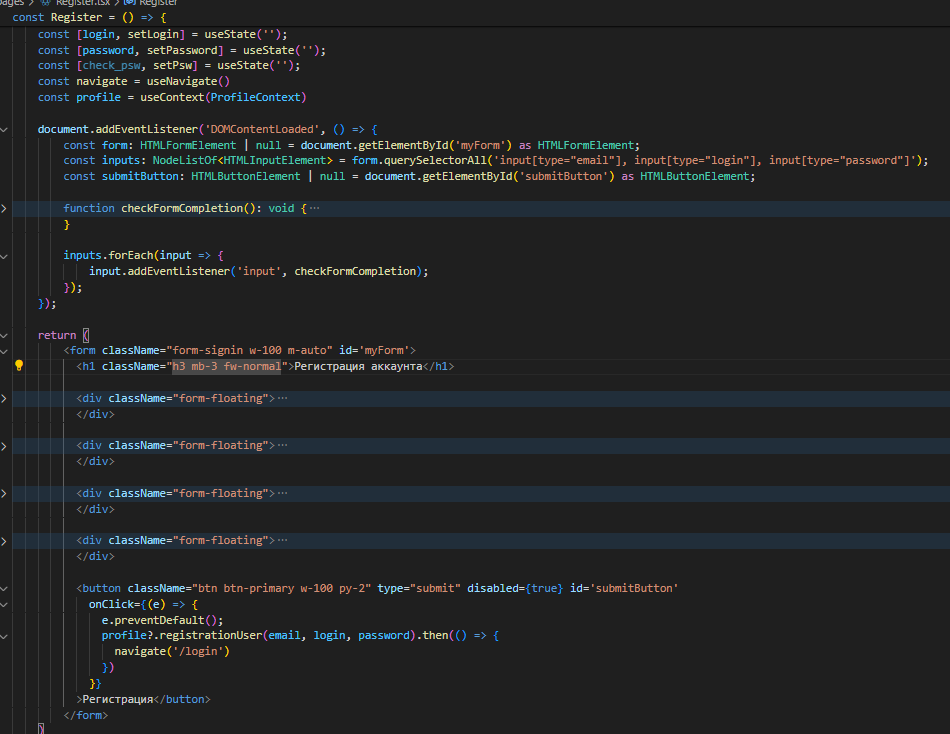 pages > Register.tsx > Register
const Register = () => {
const [login, setLogin] = useState('');
const [password, setPassword] = useState('');
const [check_psw, setPsw] = useState('');
const navigate = useNavigate()
const profile = useContext(ProfileContext)
document.addEventListener('DOMContentLoaded', () => {
const form: HTMLFormElement | null = document.getElementById('myForm') as HTMLFormElement;
const inputs: NodeListOf<HTMLInputElement> = form.querySelectorAll('input[type="email"], input[type="login"], input[type="password"]');
const submitButton: HTMLButtonElement | null = document.getElementById('submitButton') as HTMLButtonElement;
function checkFormCompletion(): void {…
}
inputs.forEach(input => {
input.addEventListener('input', checkFormCompletion);
});
});
return (
<form className="form-signin w-100 m-auto" id='myForm'>
<h1 className="h3 mb-3 fw-normal">Регистрация аккаунта</h1>
<div className="form-floating">…
</div>
<div className="form-floating">…
</div>
<div className="form-floating">…
</div>
<div className="form-floating">…
</div>
<button className="btn btn-primary w-100 py-2" type="submit" disabled={true} id='submitButton'
onClick={(e) => {
e.preventDefault();
profile?.registrationUser(email, login, password).then(() => {
navigate('/login')
})
}}
>Регистрация</button>
</form>
)